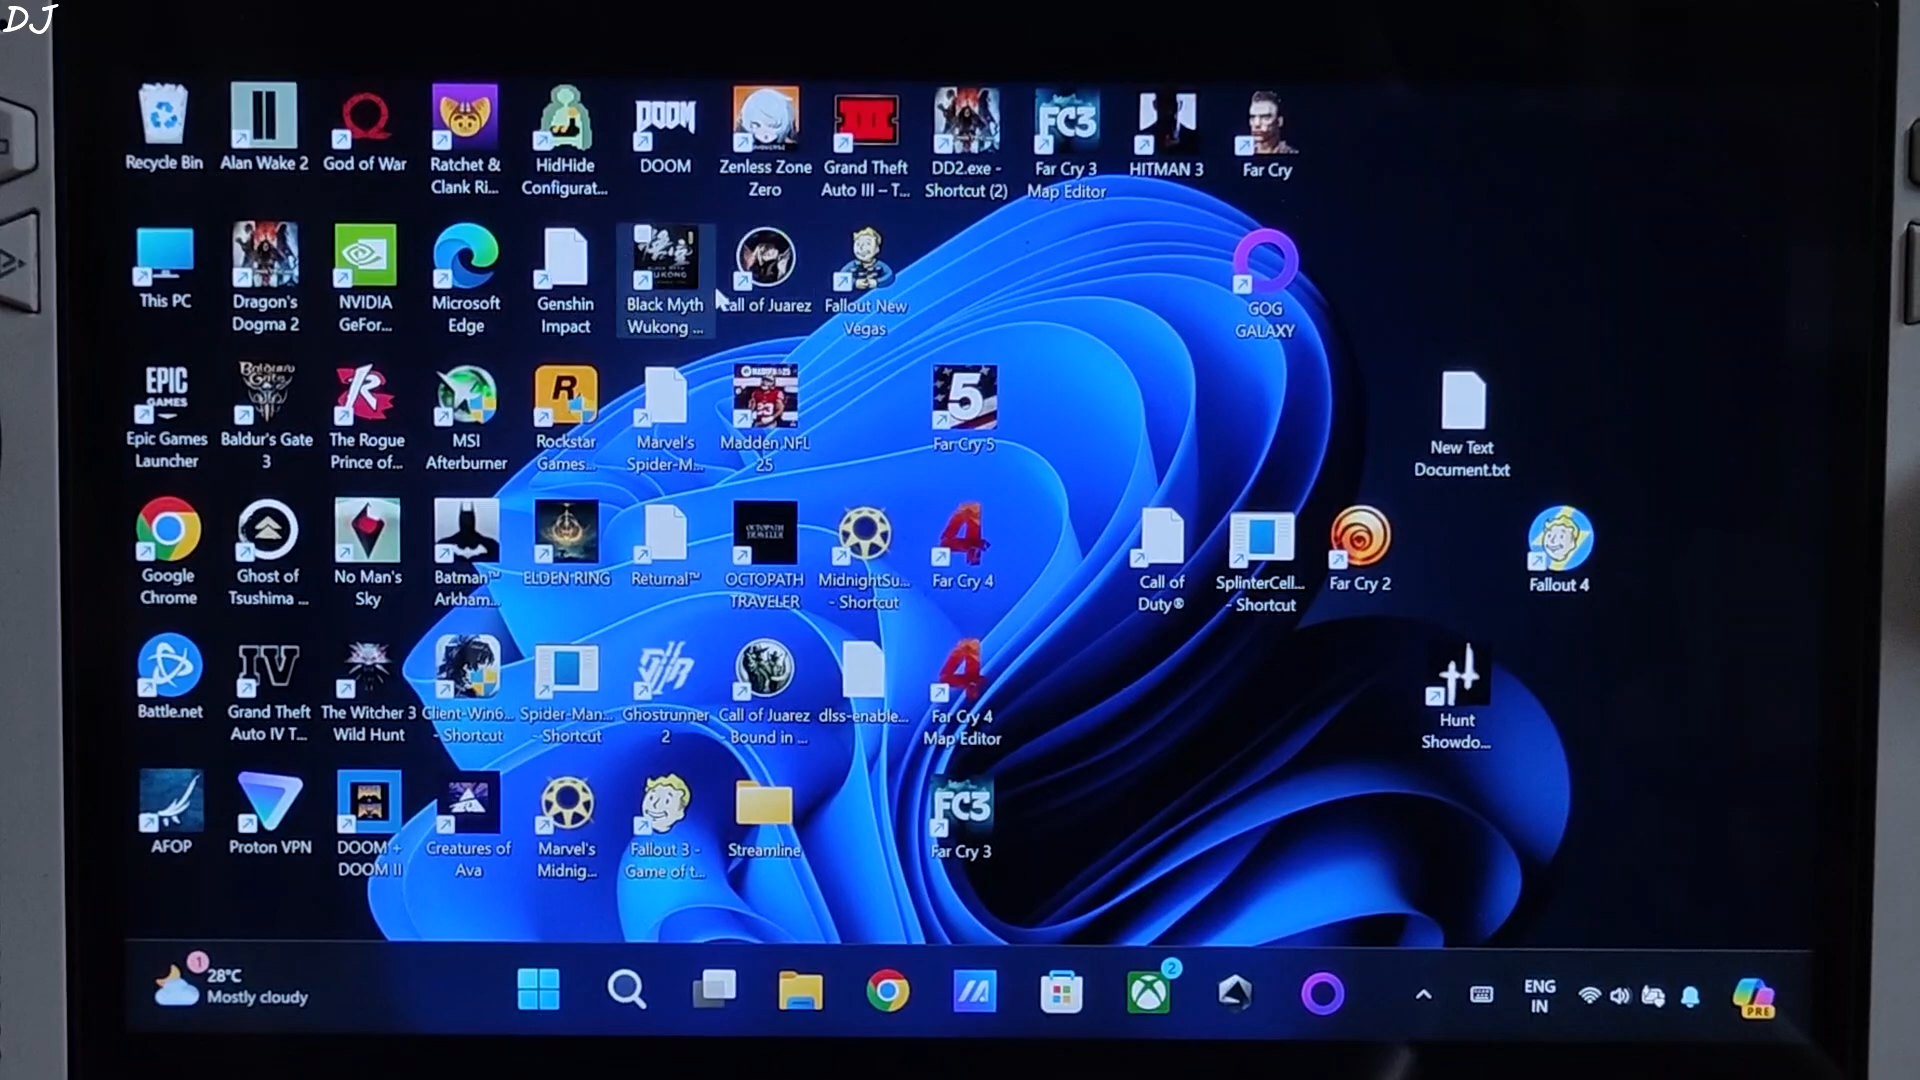 DJ
Recycle Bin
Alan Wake 2
God of War
Ratchet &
Clank Ri...
HidHide
Configurat...
DOOM
DOOM
Zenless Zone
Zero
III
Grand Theft
Auto III – T...
DD2.exe -
Shortcut (2)
FC3
Far Cry 3
Map Editor
HITMAN 3
Far Cry
This PC
Dragon's
Dogma 2
NVIDIA
GeFor...
Microsoft
Edge
Genshin
Impact
Black Myth
Wukong ...
Call of Juarez
Fallout New
Vegas
GOG
GALAXY
EPIC
GAMES
Epic Games
Launcher
Baldur's Gate
3
The Rogue
Prince of...
MSI
Afterburner
R
Rockstar
Games...
Marvel's
Spider-M...
Madden NFL
25
5
Far Cry 5
New Text
Document.txt
Google
Chrome
Ghost of
Tsushima ...
No Man's
Sky
Batman™
Arkham...
ELDEN RING
Returnal™
OCTOPATH
TRAVELER
OCTOPATH
TRAVELER
MidnightSu...
- Shortcut
4
Far Cry 4
Call of
Duty®
SplinterCell...
- Shortcut
Far Cry 2
Fallout 4
Battle.net
IV
Grand Theft
Auto IV T...
The Witcher 3
Wild Hunt
Client-Win6...
- Shortcut
Spider-Man...
- Shortcut
Ghostrunner
2
Call of Juarez
- Bound in ...
dlss-enable...
4
Far Cry 4
Map Editor
Hunt
Showdo...
AFOP
Proton VPN
DOOM +
DOOM II
Creatures of
Ava
Marvel's
Midnig...
Fallout 3 -
Game of t...
Streamline
FC3
Far Cry 3
1
28°C
Mostly cloudy
2
ENG
IN
PRE